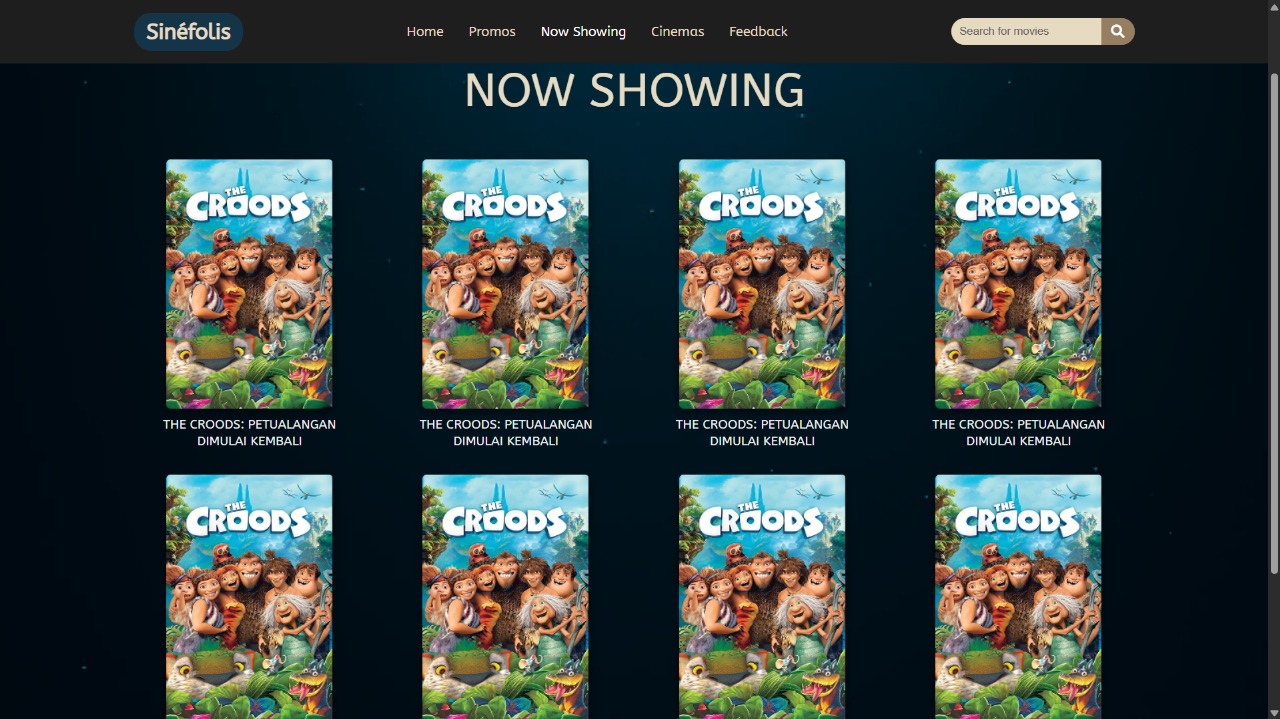 Sinéfolis
Home
Promos
Now Showing
Cinemas
Feedback
Search for movies
NOW SHOWING
THE
CROODS
THE
CROODS
THE
CROODS
THE
CROODS
THE CROODS: PETUALANGAN
DIMULAI KEMBALI
THE CROODS: PETUALANGAN
DIMULAI KEMBALI
THE CROODS: PETUALANGAN
DIMULAI KEMBALI
THE CROODS: PETUALANGAN
DIMULAI KEMBALI
THE
CROODS
THE
CROODS
THE
CROODS
THE
CROODS